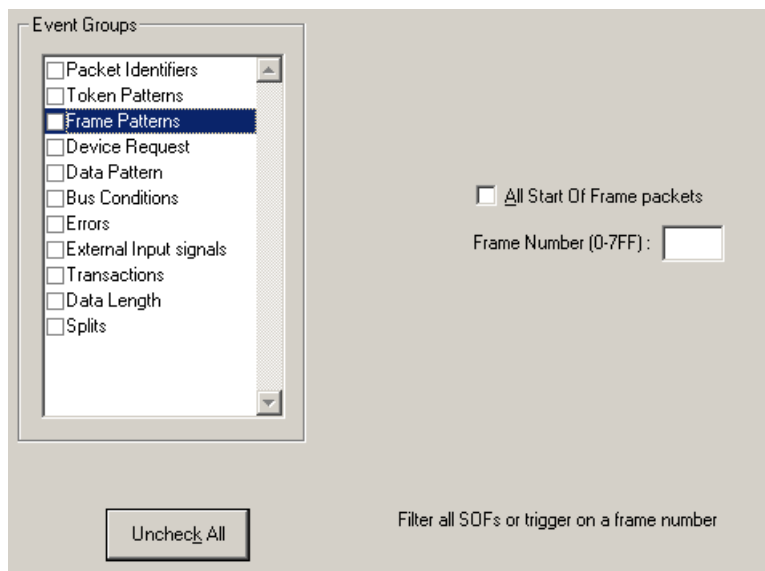 Event Groups
Packet Identifiers
Token Patterns
Frame Patterns
Device Request
Data Pattern
Bus Conditions
Errors
External Input signals
Transactions
Data Length
Splits
All Start Of Frame packets
Frame Number (0-7FF) :
Uncheck All
Filter all SOFs or trigger on a frame number